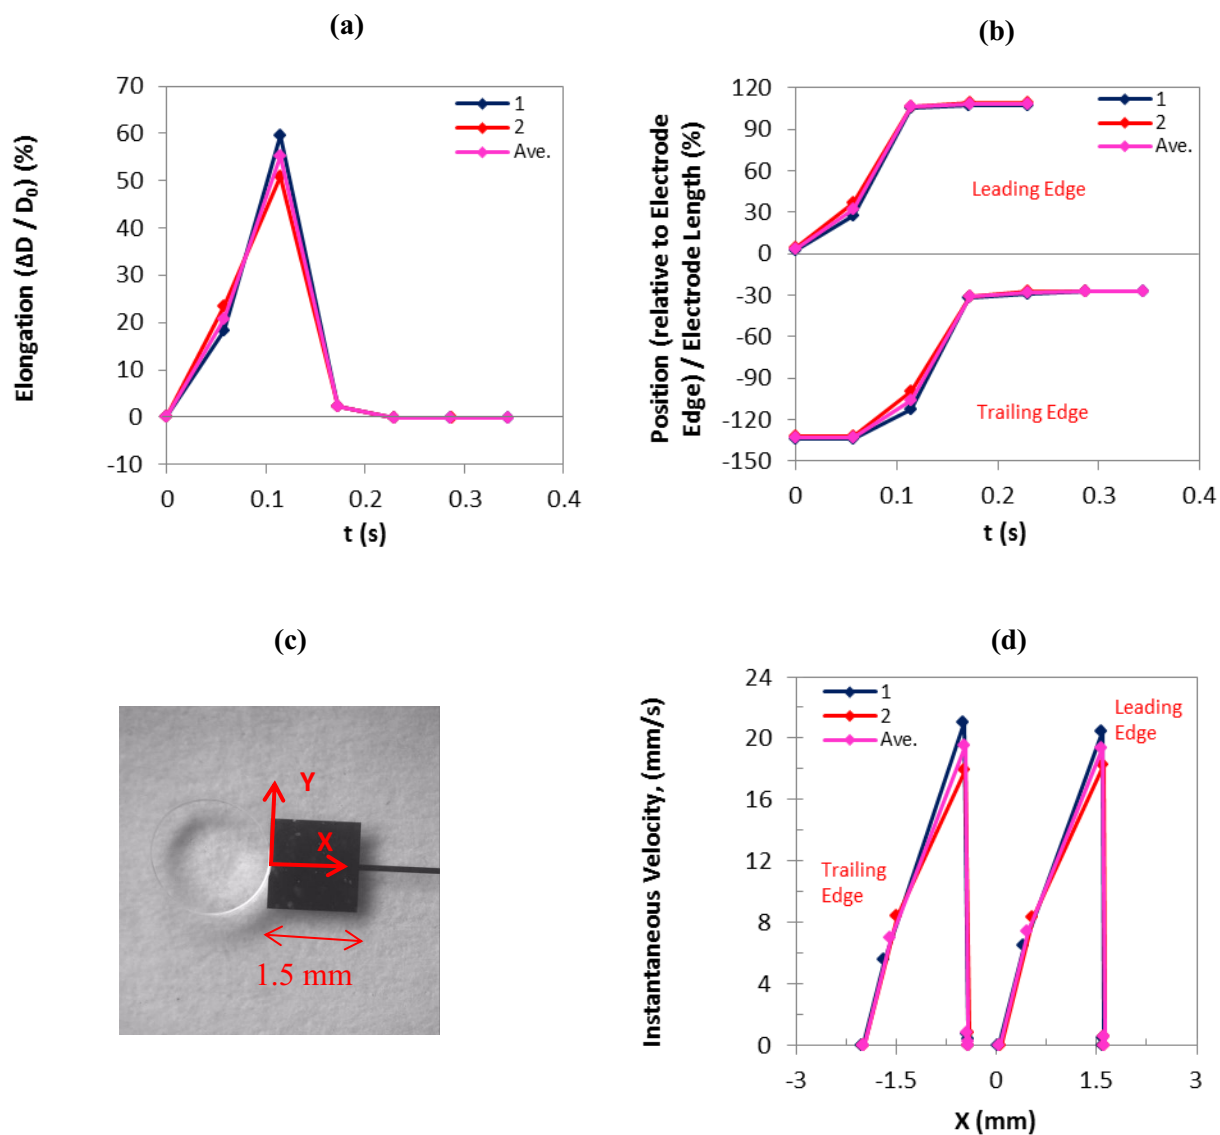 (a)
Elongation (ΔD / D₀) (%)
70
60
50
40
30
20
10
0
-10
0 0.1 0.2 0.3 0.4
t (s)
1
2
Ave.
(b)
Position (relative to Electrode
Edge) / Electrode Length (%)
120
90
60
30
0
-30
-60
-90
-120
-150
0 0.1 0.2 0.3 0.4
t (s)
1
2
Ave.
Leading Edge
Trailing Edge
(c)
Y
X
1.5 mm
(d)
Instantaneous Velocity, (mm/s)
24
20
16
12
8
4
0
-3 -1.5 0 1.5 3
X (mm)
1
2
Ave.
Leading
Edge
Trailing
Edge